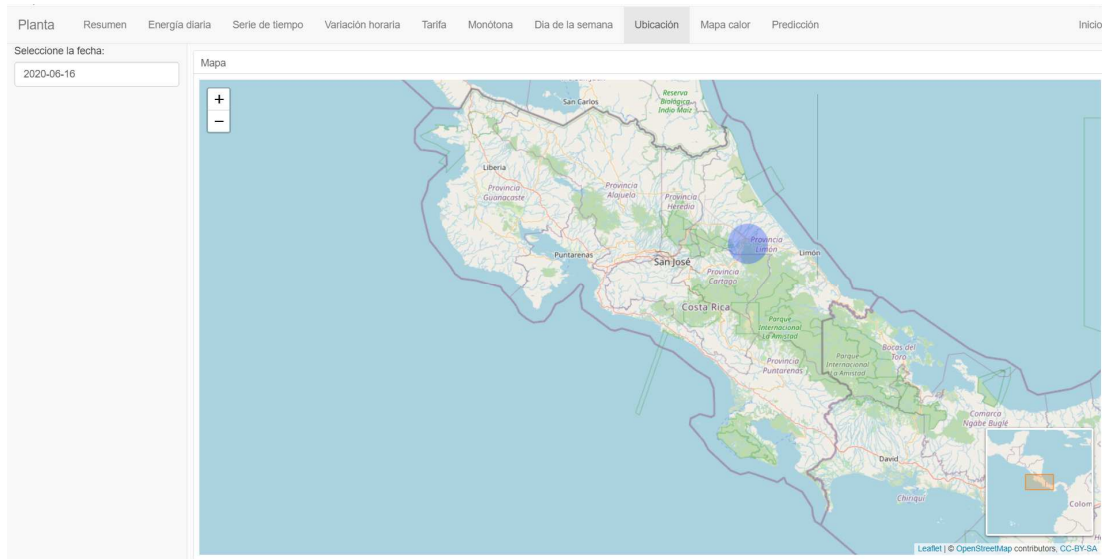 Planta Resumen Energía diaria Serie de tiempo Variación horaria Tarifa Monótona Día de la semana Ubicación Mapa calor Predicción Inicio
Seleccione la fecha:
2020-06-16
Mapa
+
−
San Carlos
Reserva
Biológica
Indio Maíz
Liberia
Provincia
Guanacaste
Provincia
Alajuela
Provincia
Heredia
Provincia
Limón
Limón
Puntarenas
San José
Provincia
Cartago
Costa Rica
Parque
Internacional
La Amistad
Bocas del
Toro
Parque
Internacional
La Amistad
Provincia
Puntarenas
Comarca
Ngäbe Buglé
David
Chiriquí
Colom
Leaflet | © OpenStreetMap contributors, CC-BY-SA